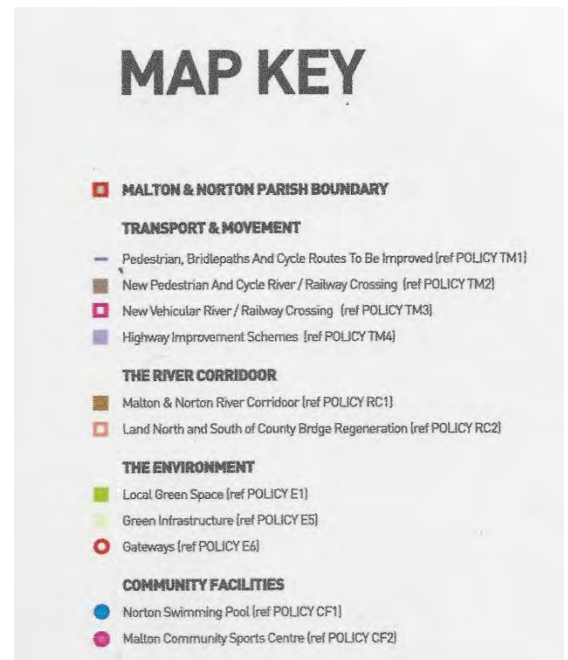 MAP KEY
MALTON & NORTON PARISH BOUNDARY
TRANSPORT & MOVEMENT
Pedestrian, Bridlepaths And Cycle Routes To Be Improved (ref POLICY TM1)
New Pedestrian And Cycle River / Railway Crossing (ref POLICY TM2)
New Vehicular River / Railway Crossing (ref POLICY TM3)
Highway Improvement Schemes (ref POLICY TM4)
THE RIVER CORRIDOOR
Malton & Norton River Corridor (ref POLICY RC1)
Land North and South of County Brdge Regeneration (ref POLICY RC2)
THE ENVIRONMENT
Local Green Space (ref POLICY E1)
Green Infrastructure (ref POLICY E5)
Gateways (ref POLICY E6)
COMMUNITY FACILITIES
Norton Swimming Pool (ref POLICY CF1)
Malton Community Sports Centre (ref POLICY CF2)